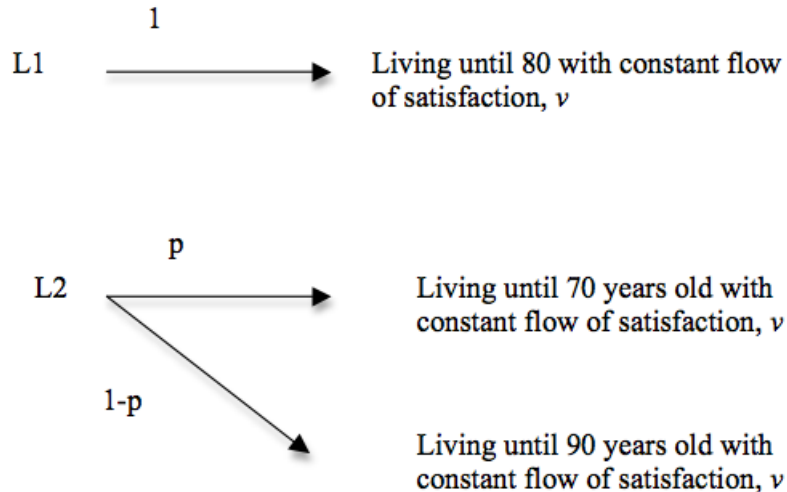 1
L1
Living until 80 with constant flow
of satisfaction, v
p
L2
Living until 70 years old with
constant flow of satisfaction, v
1-p
Living until 90 years old with
constant flow of satisfaction, v